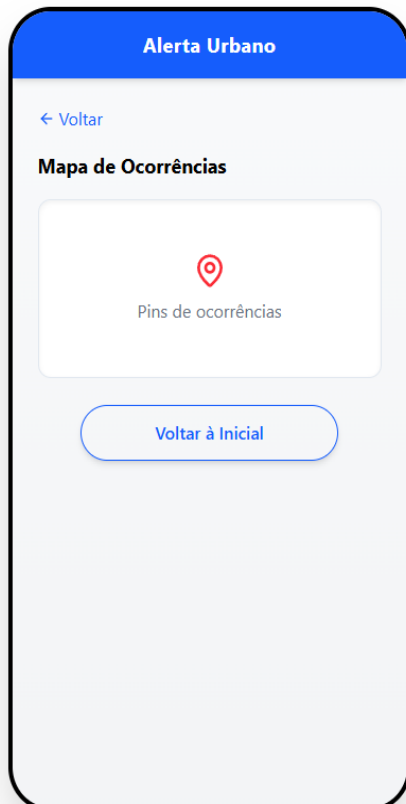 Alerta Urbano
← Voltar
Mapa de Ocorrências
Pins de ocorrências
Voltar à Inicial